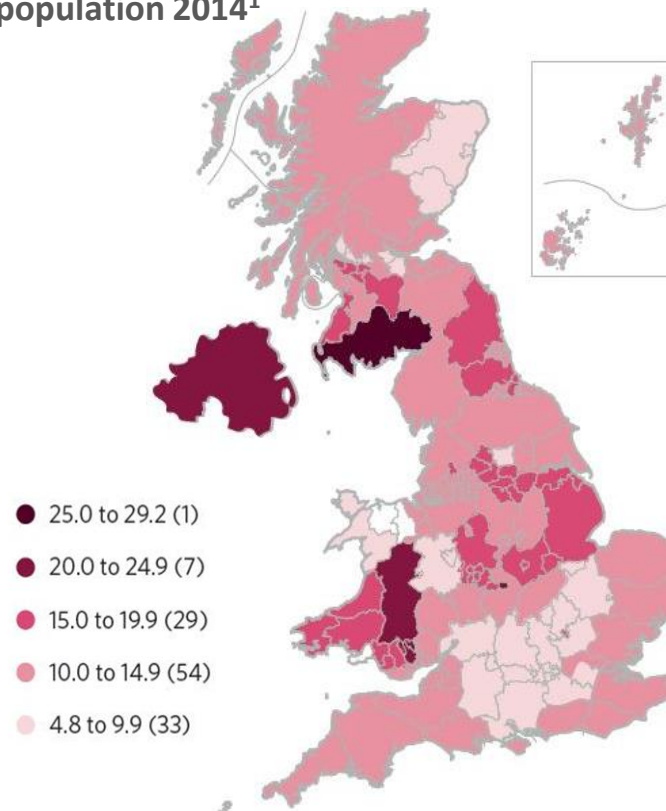 population 2014¹
25.0 to 29.2 (1)
20.0 to 24.9 (7)
15.0 to 19.9 (29)
10.0 to 14.9 (54)
4.8 to 9.9 (33)